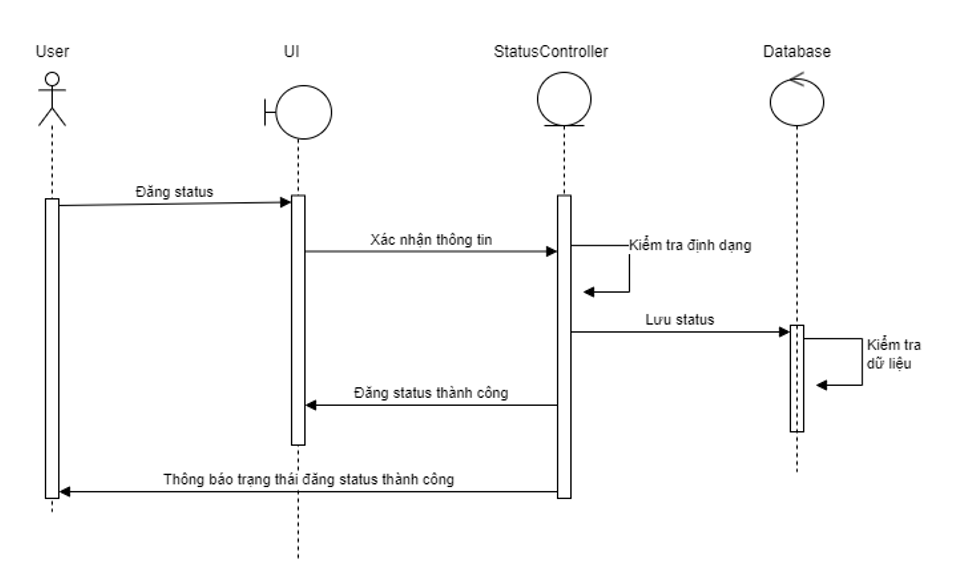 User
UI
StatusController
Database
Đăng status
Xác nhận thông tin
Kiểm tra định dạng
Lưu status
Kiểm tra
dữ liệu
Đăng status thành công
Thông báo trạng thái đăng status thành công